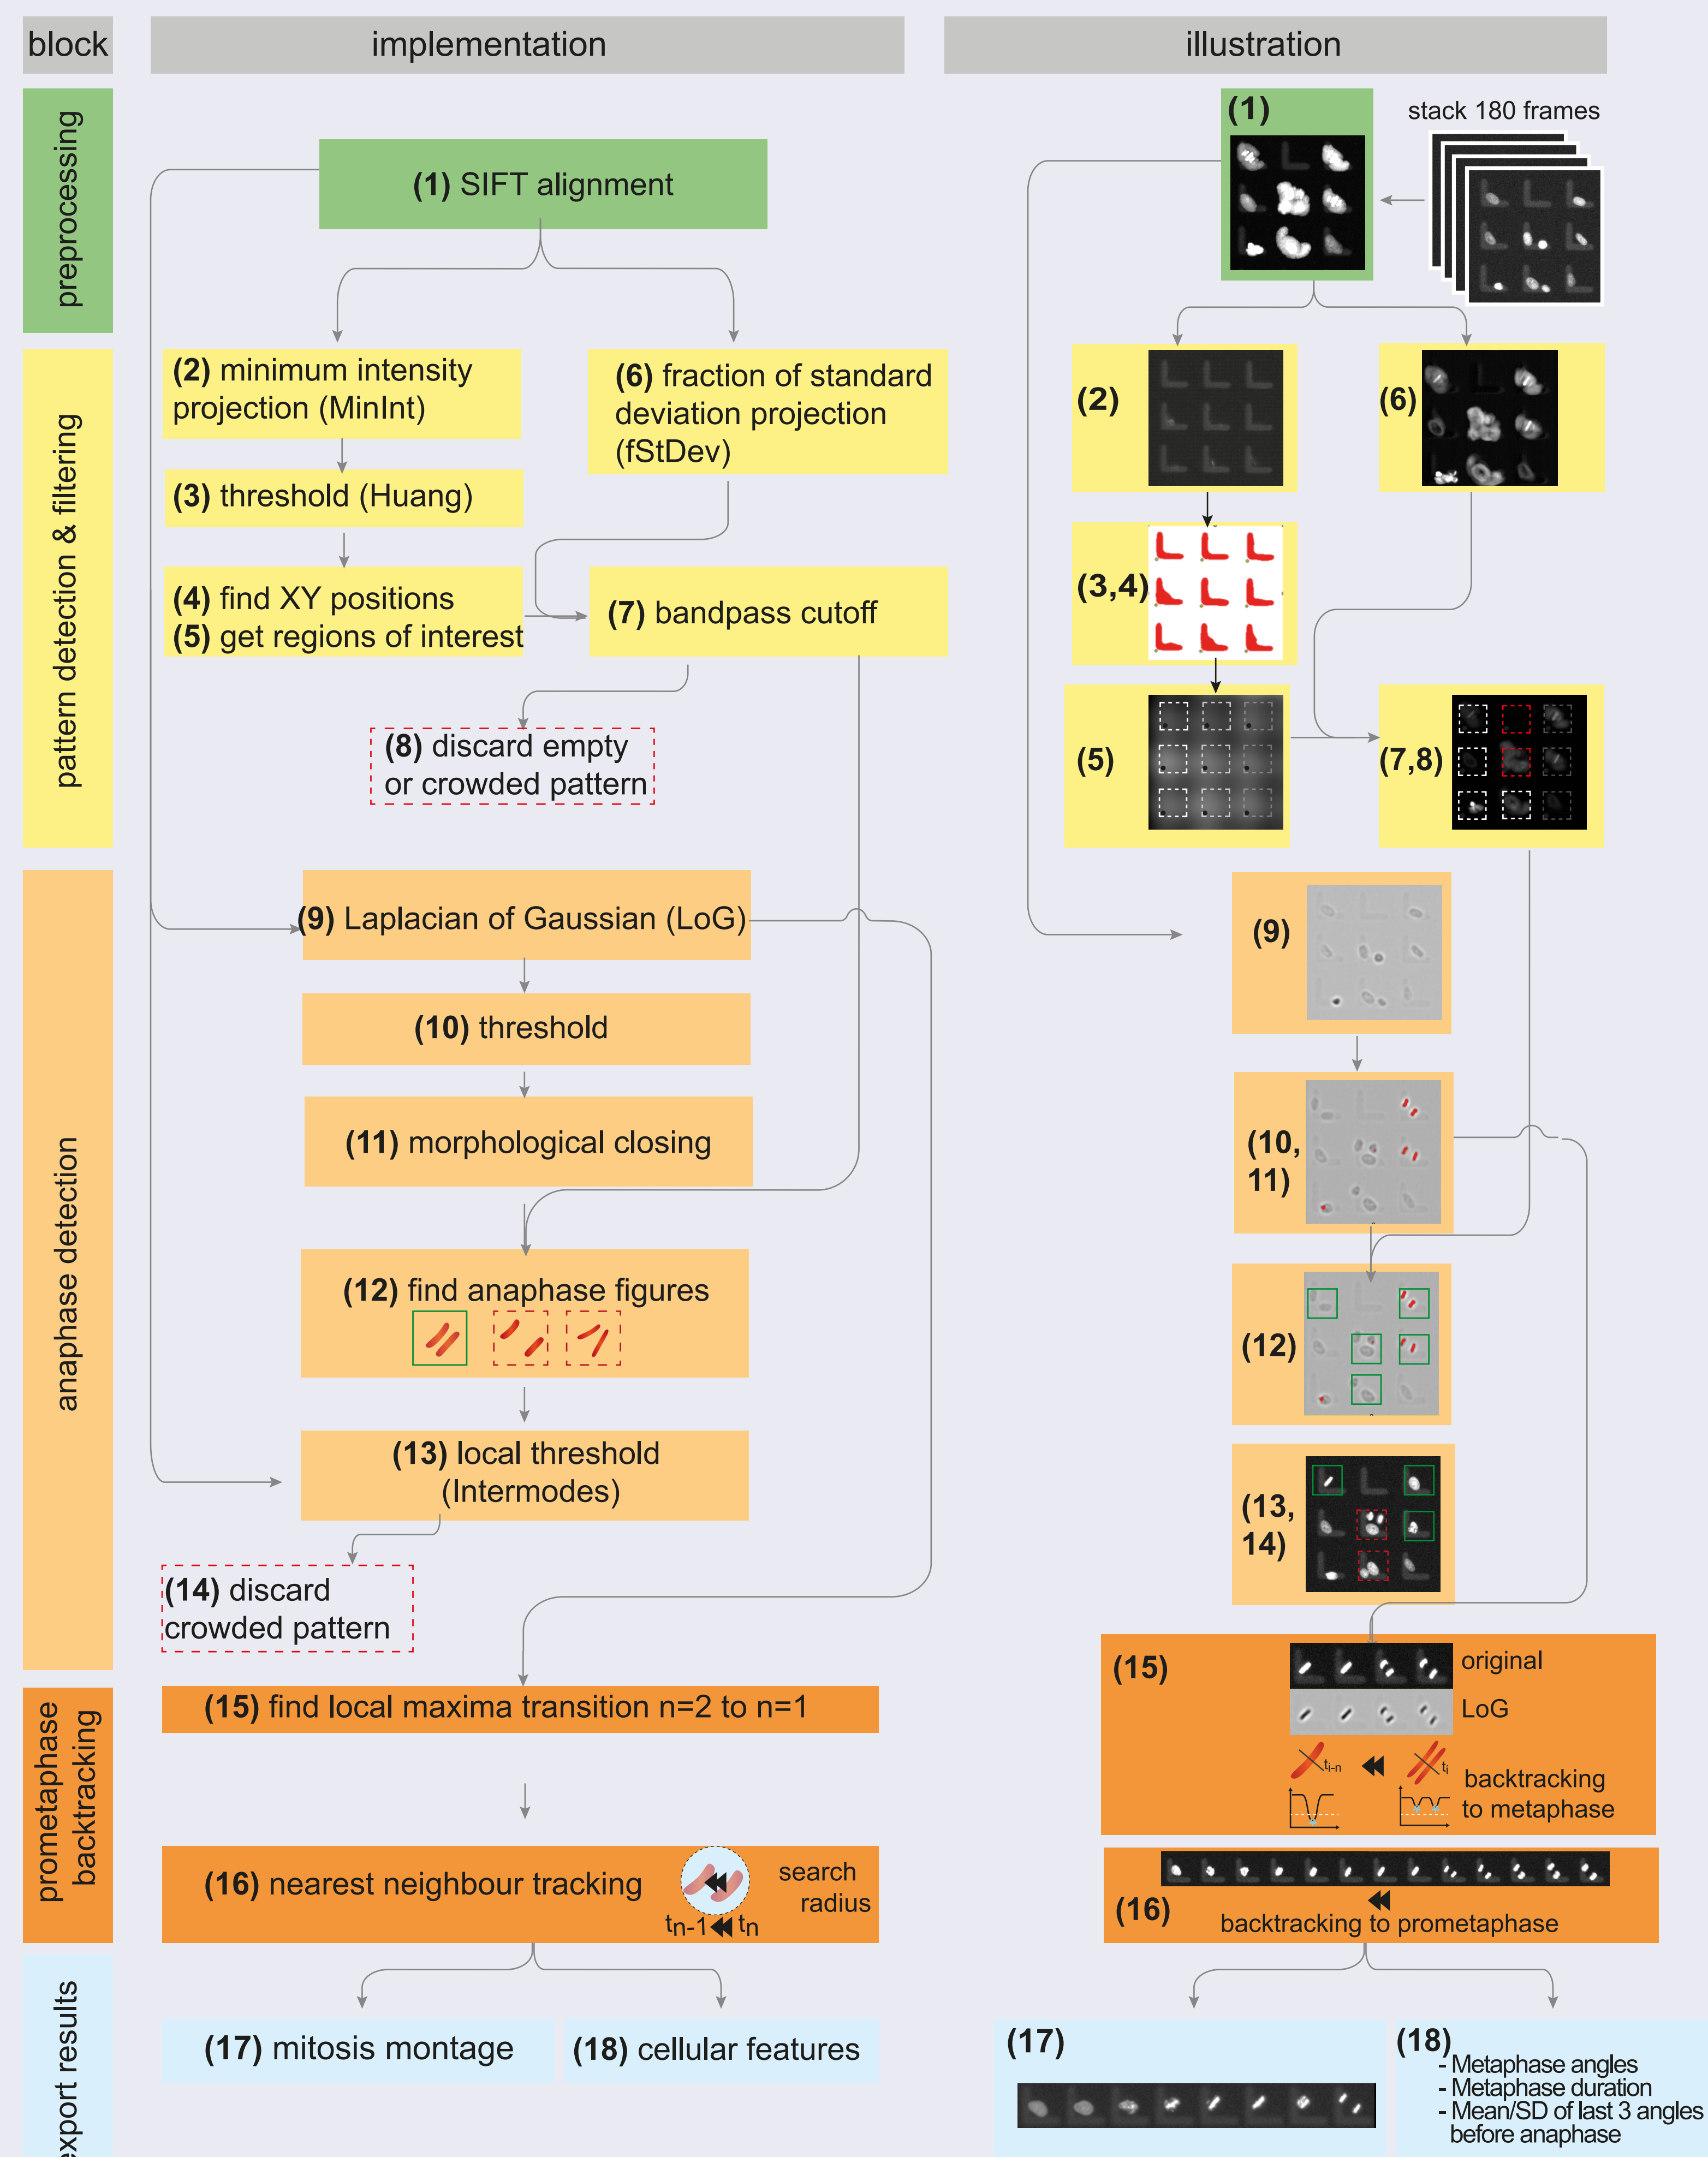 block
implementation
illustration
preprocessing
(1) SIFT alignment
(1)
stack 180 frames
pattern detection & filtering
(2) minimum intensity
projection (MinInt)
(6) fraction of standard
deviation projection
(fStDev)
(3) threshold (Huang)
(4) find XY positions
(5) get regions of interest
(7) bandpass cutoff
(8) discard empty
or crowded pattern
(2)
(6)
(3,4)
(5)
(7,8)
anaphase detection
(9) Laplacian of Gaussian (LoG)
(10) threshold
(11) morphological closing
(12) find anaphase figures
(13) local threshold
(Intermodes)
(14) discard
crowded pattern
(9)
(10,
11)
(12)
(13,
14)
prometaphase
backtracking
(15) find local maxima transition n=2 to n=1
(16) nearest neighbour tracking
search
radius
tn-1 tn
(15)
original
LoG
ti-n
ti
backtracking
to metaphase
(16)
backtracking to prometaphase
export results
(17) mitosis montage
(18) cellular features
(17)
(18)
- Metaphase angles
- Metaphase duration
- Mean/SD of last 3 angles
before anaphase